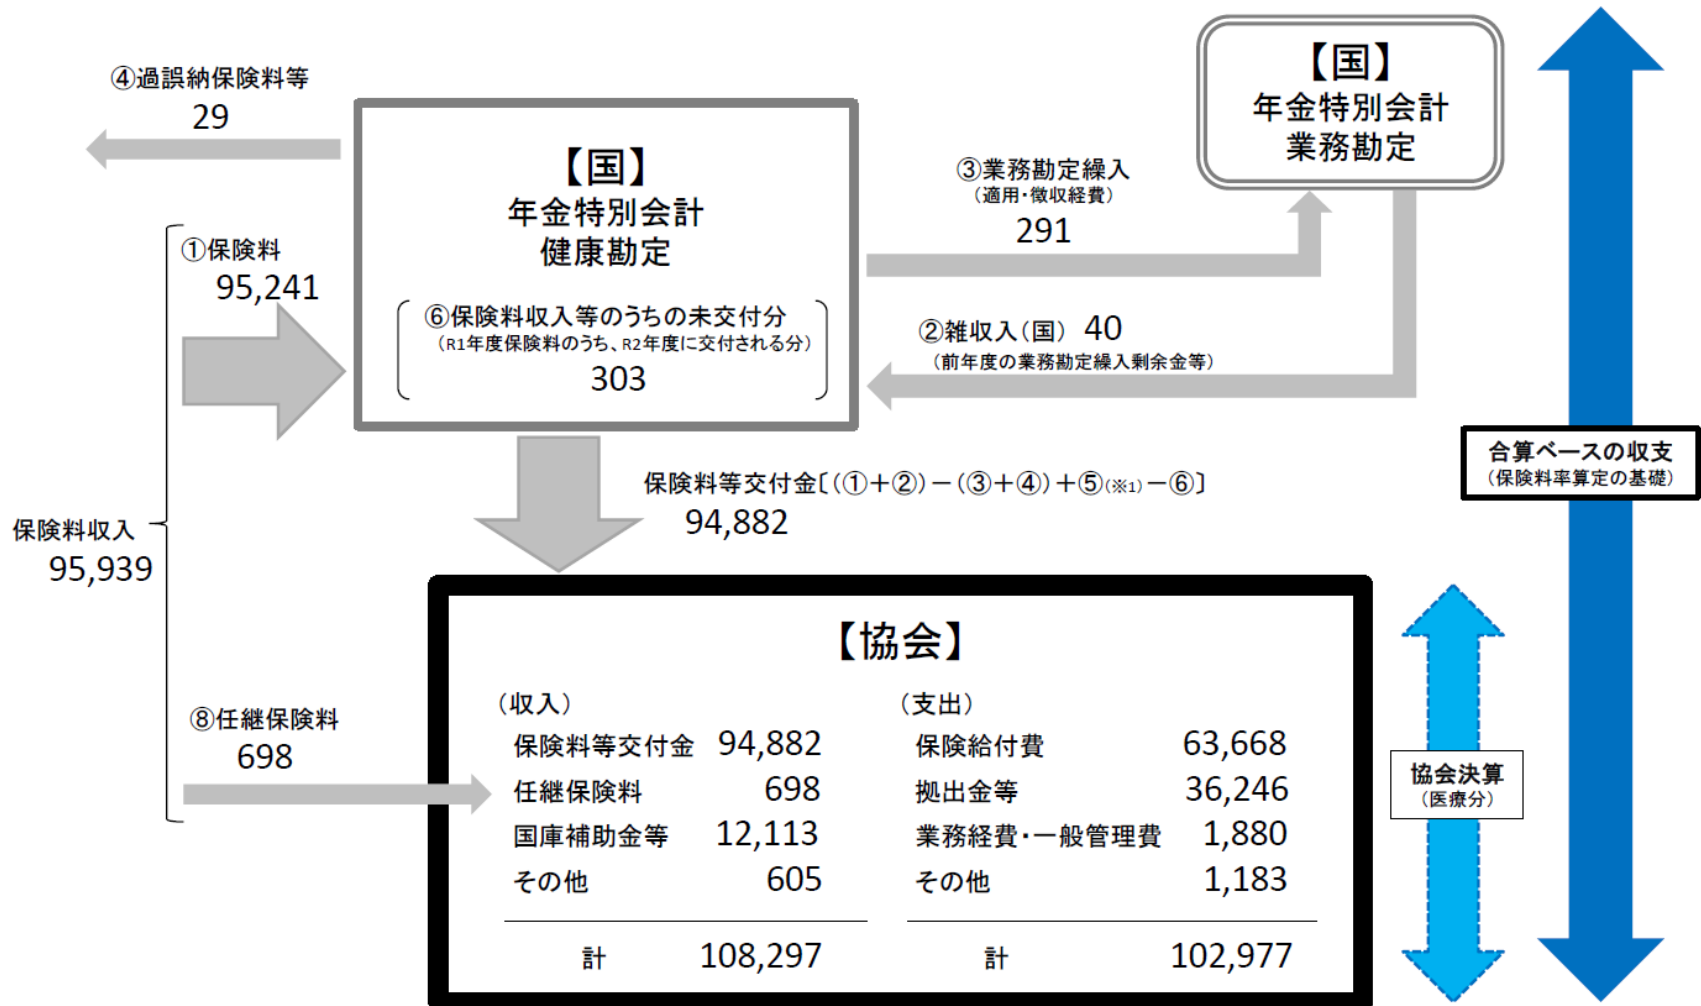 ④過誤納保険料等
29
【国】
年金特別会計
健康勘定
⑥保険料収入等のうちの未交付分
(R1年度保険料のうち、R2年度に交付される分)
303
【国】
年金特別会計
業務勘定
③業務勘定繰入
(適用・徴収経費)
291
②雑収入(国) 40
(前年度の業務勘定繰入剰余金等)
①保険料
95,241
保険料収入
95,939
⑧任継保険料
698
保険料等交付金〔(①+②)-(③+④)+⑤(※1)-⑥〕
94,882
合算ベースの収支
(保険料率算定の基礎)
【協会】
(収入)
保険料等交付金 94,882
任継保険料 698
国庫補助金等 12,113
その他 605
計 108,297
(支出)
保険給付費 63,668
拠出金等 36,246
業務経費・一般管理費 1,880
その他 1,183
計 102,977
協会決算
(医療分)